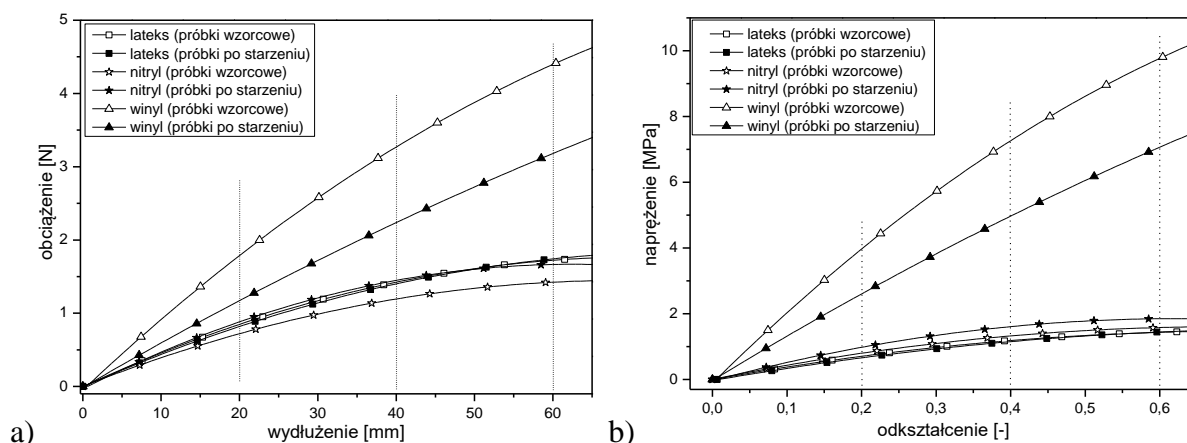 5
4
3
2
1
0
obciążenie [N]
lateks (próbki wzorcowe)
lateks (próbki po starzeniu)
nitryl (próbki wzorcowe)
nitryl (próbki po starzeniu)
winyl (próbki wzorcowe)
winyl (próbki po starzeniu)
0 10 20 30 40 50 60
wydłużenie [mm]
a)
10
8
6
4
2
0
naprężenie [MPa]
lateks (próbki wzorcowe)
lateks (próbki po starzeniu)
nitryl (próbki wzorcowe)
nitryl (próbki po starzeniu)
winyl (próbki wzorcowe)
winyl (próbki po starzeniu)
0,0 0,1 0,2 0,3 0,4 0,5 0,6
odkształcenie [-]
b)